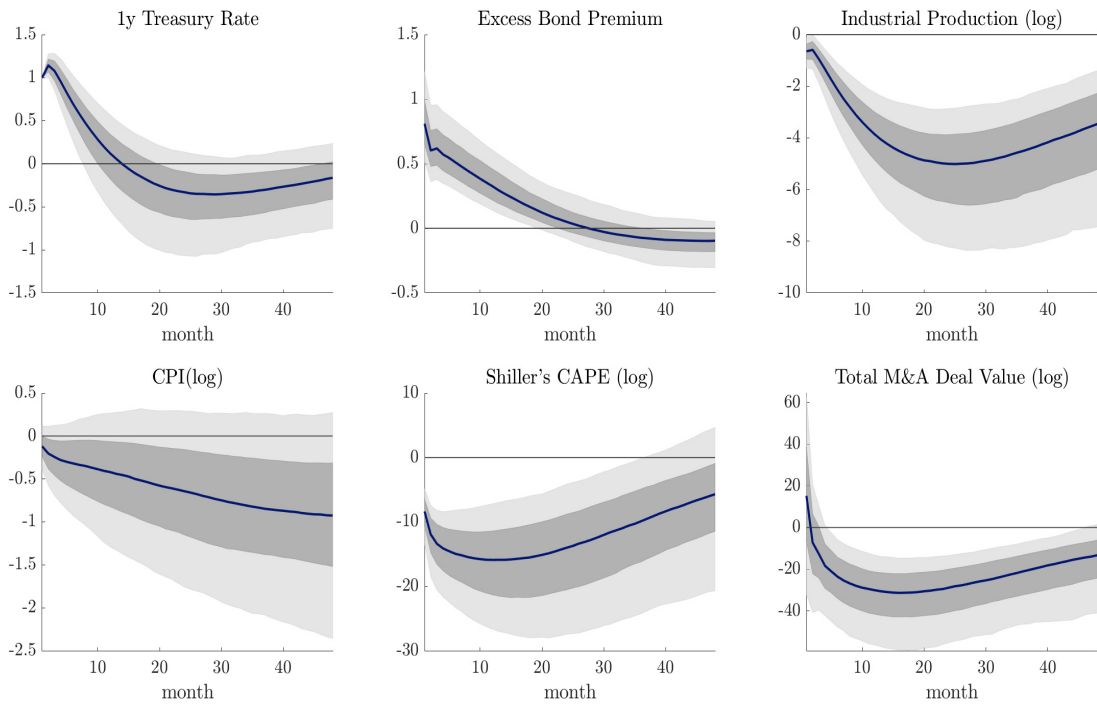 1y Treasury Rate
1.5
1
0.5
0
-0.5
-1
-1.5
10 20 30 40
month
Excess Bond Premium
1.5
1
0.5
0
-0.5
10 20 30 40
month
Industrial Production (log)
0
-2
-4
-6
-8
-10
10 20 30 40
month
CPI(log)
0.5
0
-0.5
-1
-1.5
-2
-2.5
10 20 30 40
month
Shiller's CAPE (log)
10
0
-10
-20
-30
10 20 30 40
month
Total M&A Deal Value (log)
60
40
20
0
-20
-40
10 20 30 40
month